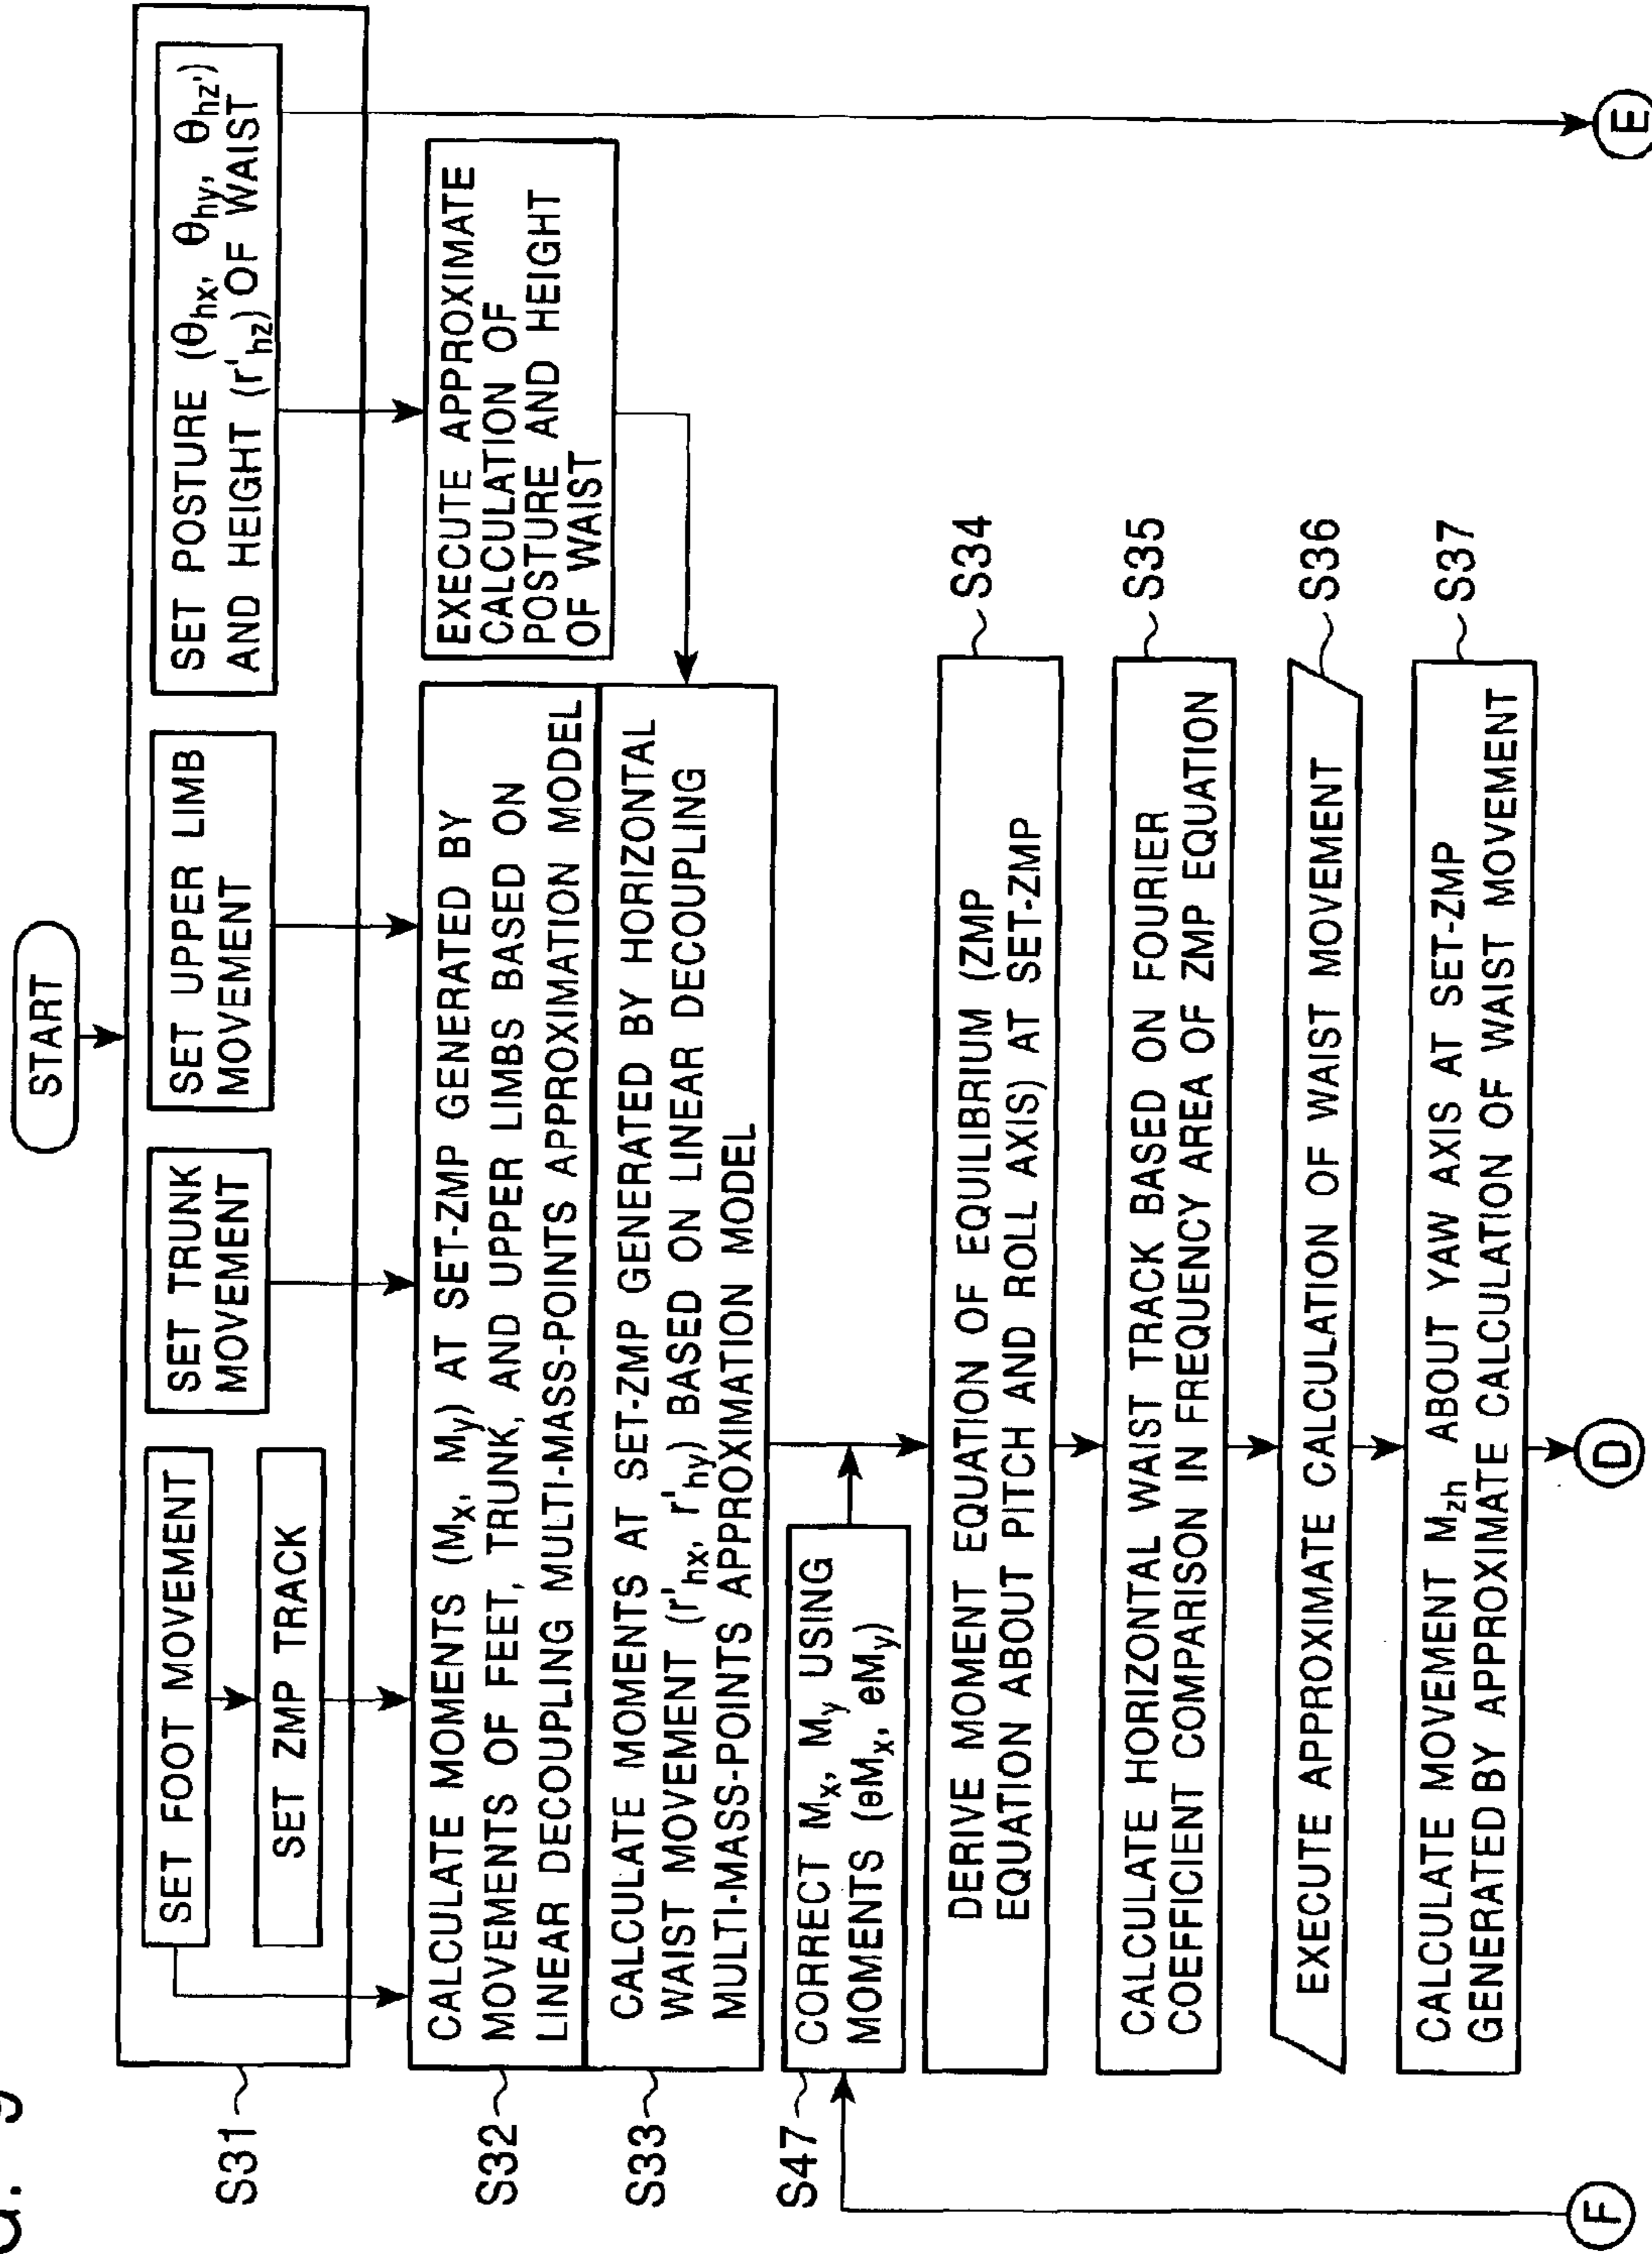 G. 9
START
SET FOOT MOVEMENT
SET ZMP TRACK
SET TRUNK
MOVEMENT
SET UPPER LIMB
MOVEMENT
SET POSTURE (θhx, θhy, θhz')
AND HEIGHT (r'hz) OF WAIST
S31
EXECUTE APPROXIMATE
CALCULATION OF
POSTURE AND HEIGHT
OF WAIST
S32
CALCULATE MOMENTS (Mx, My) AT SET-ZMP GENERATED BY
MOVEMENTS OF FEET, TRUNK, AND UPPER LIMBS BASED ON
LINEAR DECOUPLING MULTI-MASS-POINTS APPROXIMATION MODEL
S33
CALCULATE MOMENTS AT SET-ZMP GENERATED BY HORIZONTAL
WAIST MOVEMENT (r'hx, r'hy) BASED ON LINEAR DECOUPLING
MULTI-MASS-POINTS APPROXIMATION MODEL
S47
CORRECT Mx, My USING
MOMENTS (eMx, eMy)
DERIVE MOMENT EQUATION OF EQUILIBRIUM (ZMP
EQUATION ABOUT PITCH AND ROLL AXIS) AT SET-ZMP
S34
CALCULATE HORIZONTAL WAIST TRACK BASED ON FOURIER
COEFFICIENT COMPARISON IN FREQUENCY AREA OF ZMP EQUATION
S35
EXECUTE APPROXIMATE CALCULATION OF WAIST MOVEMENT
S36
CALCULATE MOVEMENT Mzh ABOUT YAW AXIS AT SET-ZMP
GENERATED BY APPROXIMATE CALCULATION OF WAIST MOVEMENT
S37
F
D
E